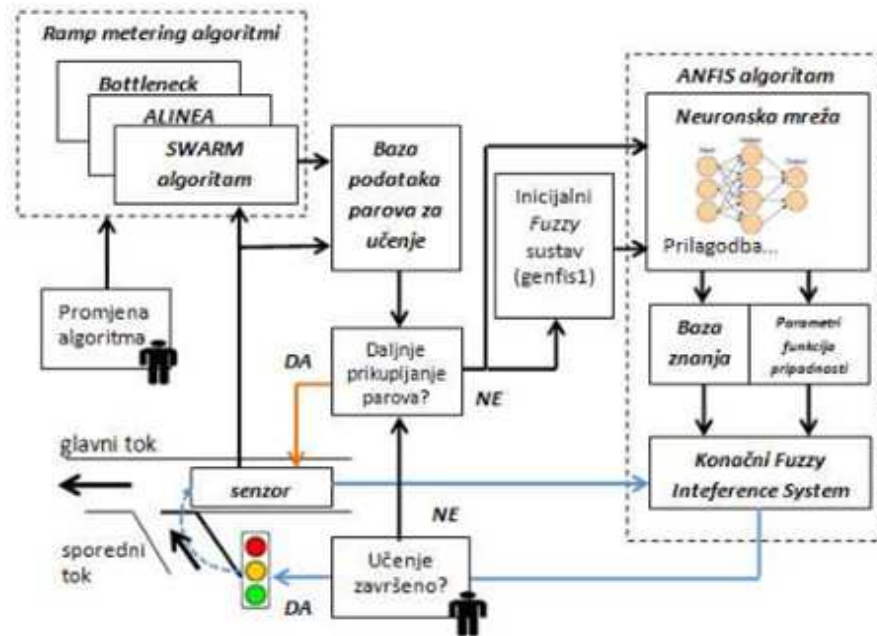 Ramp metering algoritmi
Bottleneck
ALINEA
SWARM
algoritam
Baza
podataka
parova za
učenje
Inicijalni
Fuzzy
sustav
(genfis1)
ANFIS algoritam
Neuronska mreža
Prilagodba...
Promjena
algoritma
Daljnje
prikupljanje
parova?
DA
NE
Baza
znanja
Parametri
funkcija
pripadnosti
glavni tok
senzor
Konačni Fuzzy
Inteference System
NE
sporedni
tok
Učenje
završeno?
DA